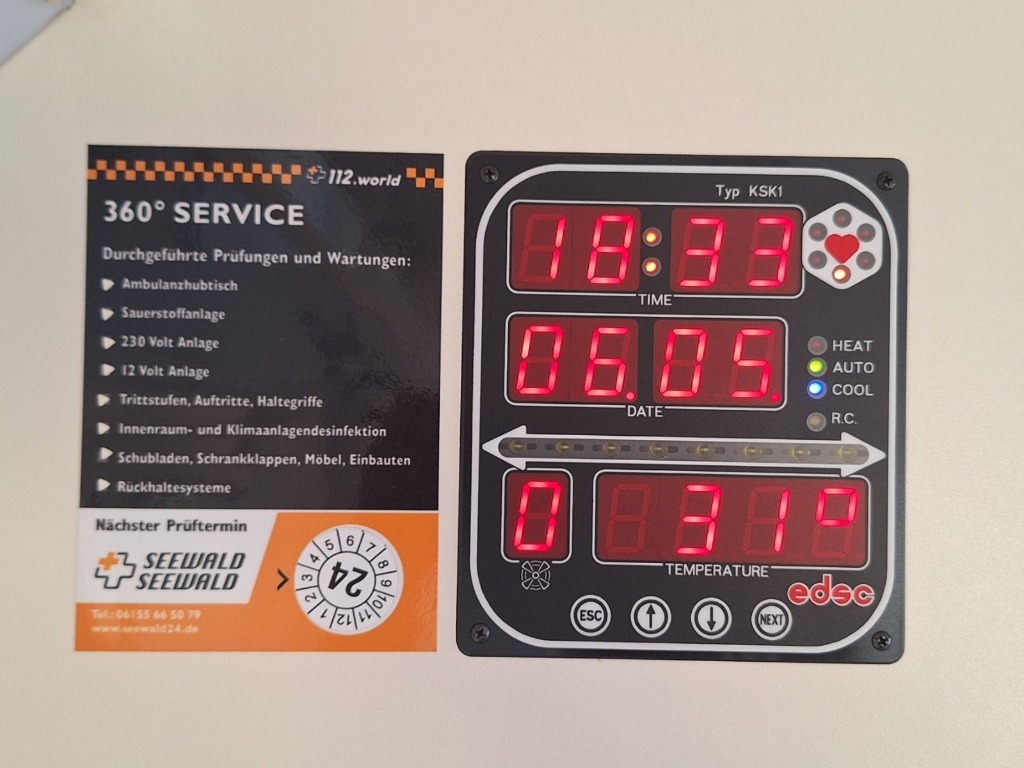 112.world
360° SERVICE
Durchgeführte Prüfungen und Wartungen:
Ambulanzhubtisch
Sauerstoffanlage
230 Volt Anlage
12 Volt Anlage
Trittstufen, Auftritte, Haltegriffe
Innenraum- und Klimaanlagendesinfektion
Schubladen, Schrankklappen, Möbel, Einbauten
Rückhaltesysteme
Nächster Prüftermin
SEEWALD
SEEWALD
Tel.: 06155 66 50 79
www.seewald24.de
1 2 3 4 5 6 7 8 9 10 11 12
24
Typ KSK1
18:33
TIME
06.05.
DATE
HEAT
AUTO
COOL
R.C.
0
31°
TEMPERATURE
edsc
ESC
NEXT